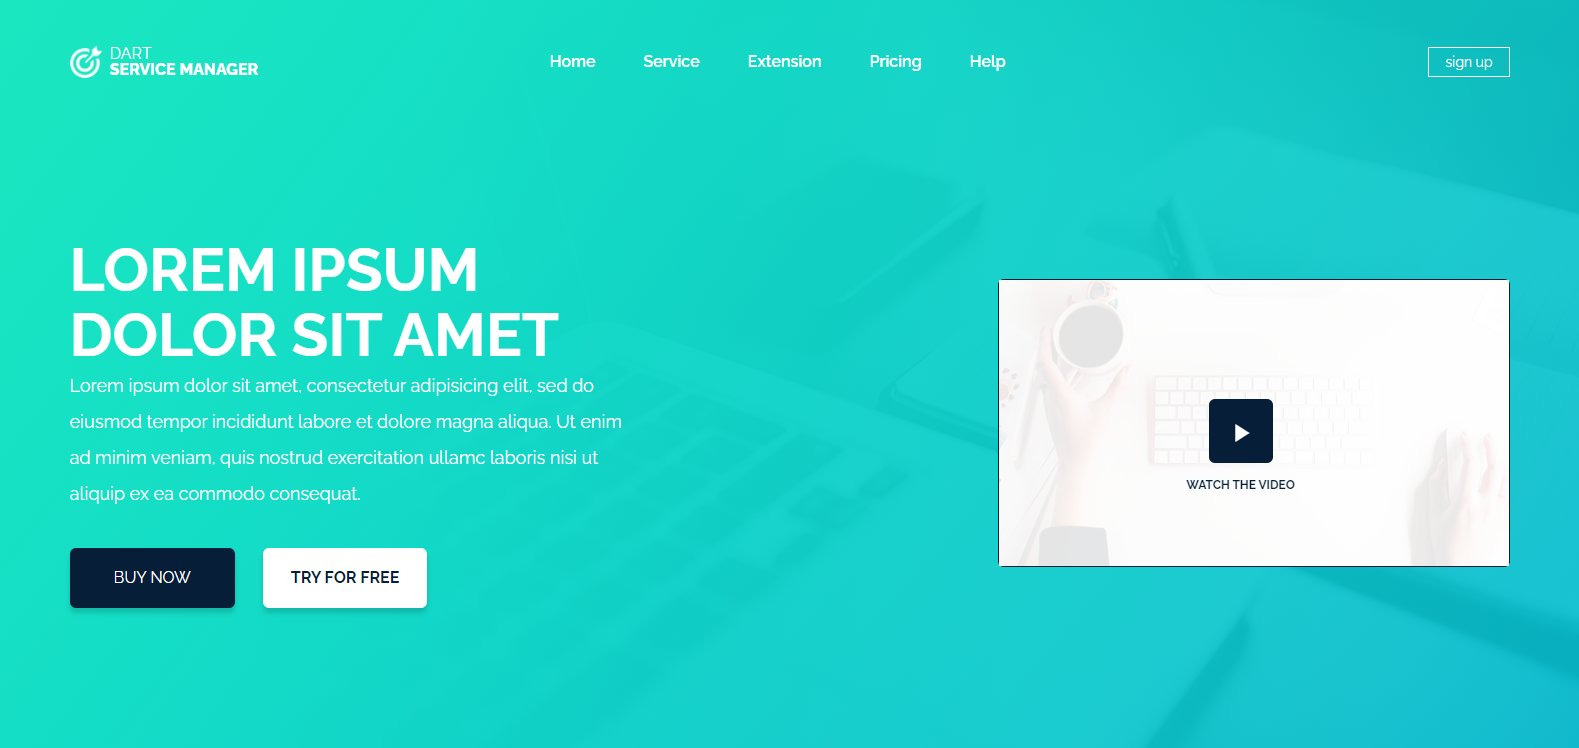 DART
SERVICE MANAGER
Home
Service
Extension
Pricing
Help
sign up
LOREM IPSUM
DOLOR SIT AMET
Lorem ipsum dolor sit amet, consectetur adipisicing elit, sed do
eiusmod tempor incididunt labore et dolore magna aliqua. Ut enim
ad minim veniam, quis nostrud exercitation ullamc laboris nisi ut
aliquip ex ea commodo consequat.
WATCH THE VIDEO
BUY NOW
TRY FOR FREE